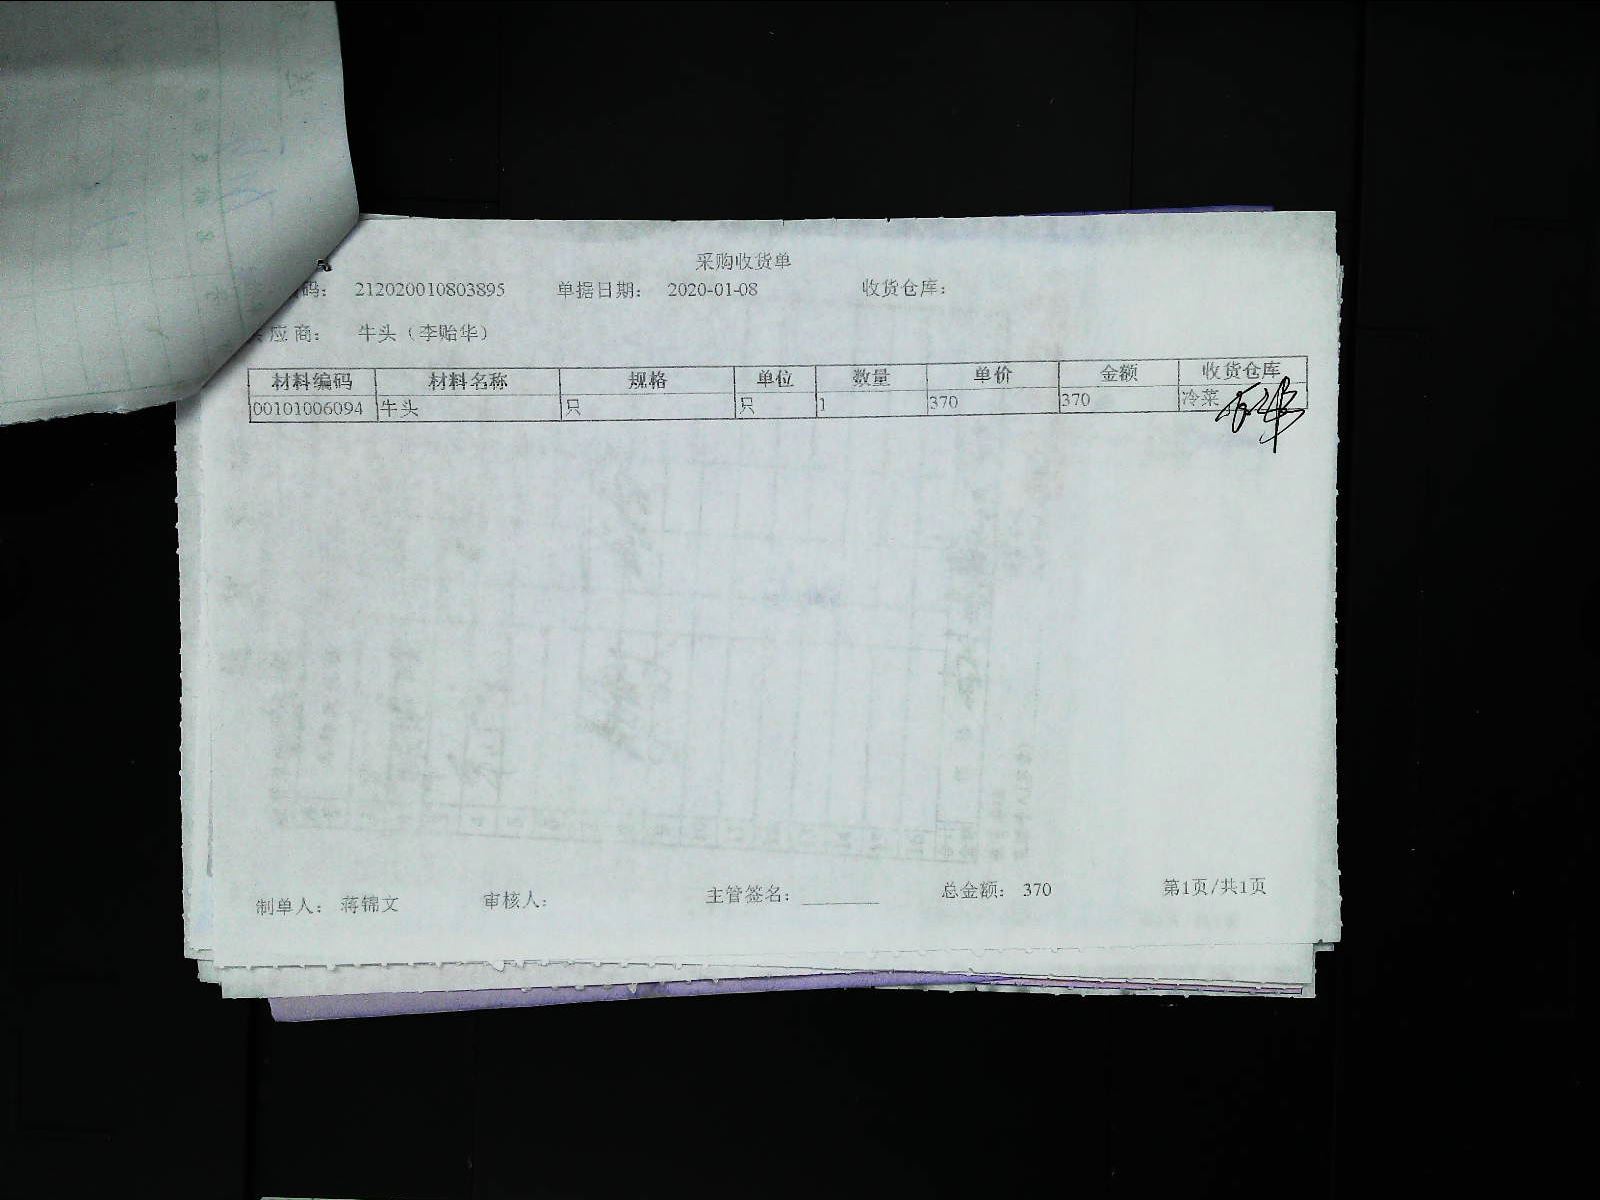 采购收货单
码： 212020010803895 单据日期： 2020-01-08 收货仓库：
应商： 牛头（李贻华）
材料编码 材料名称 规格 单位 数量 单价 金额 收货仓库
00101006094 牛头 只 只 1 370 370 冷菜
制单人： 蒋锦文 审核人： 主管签名： 总金额： 370 第1页/共1页